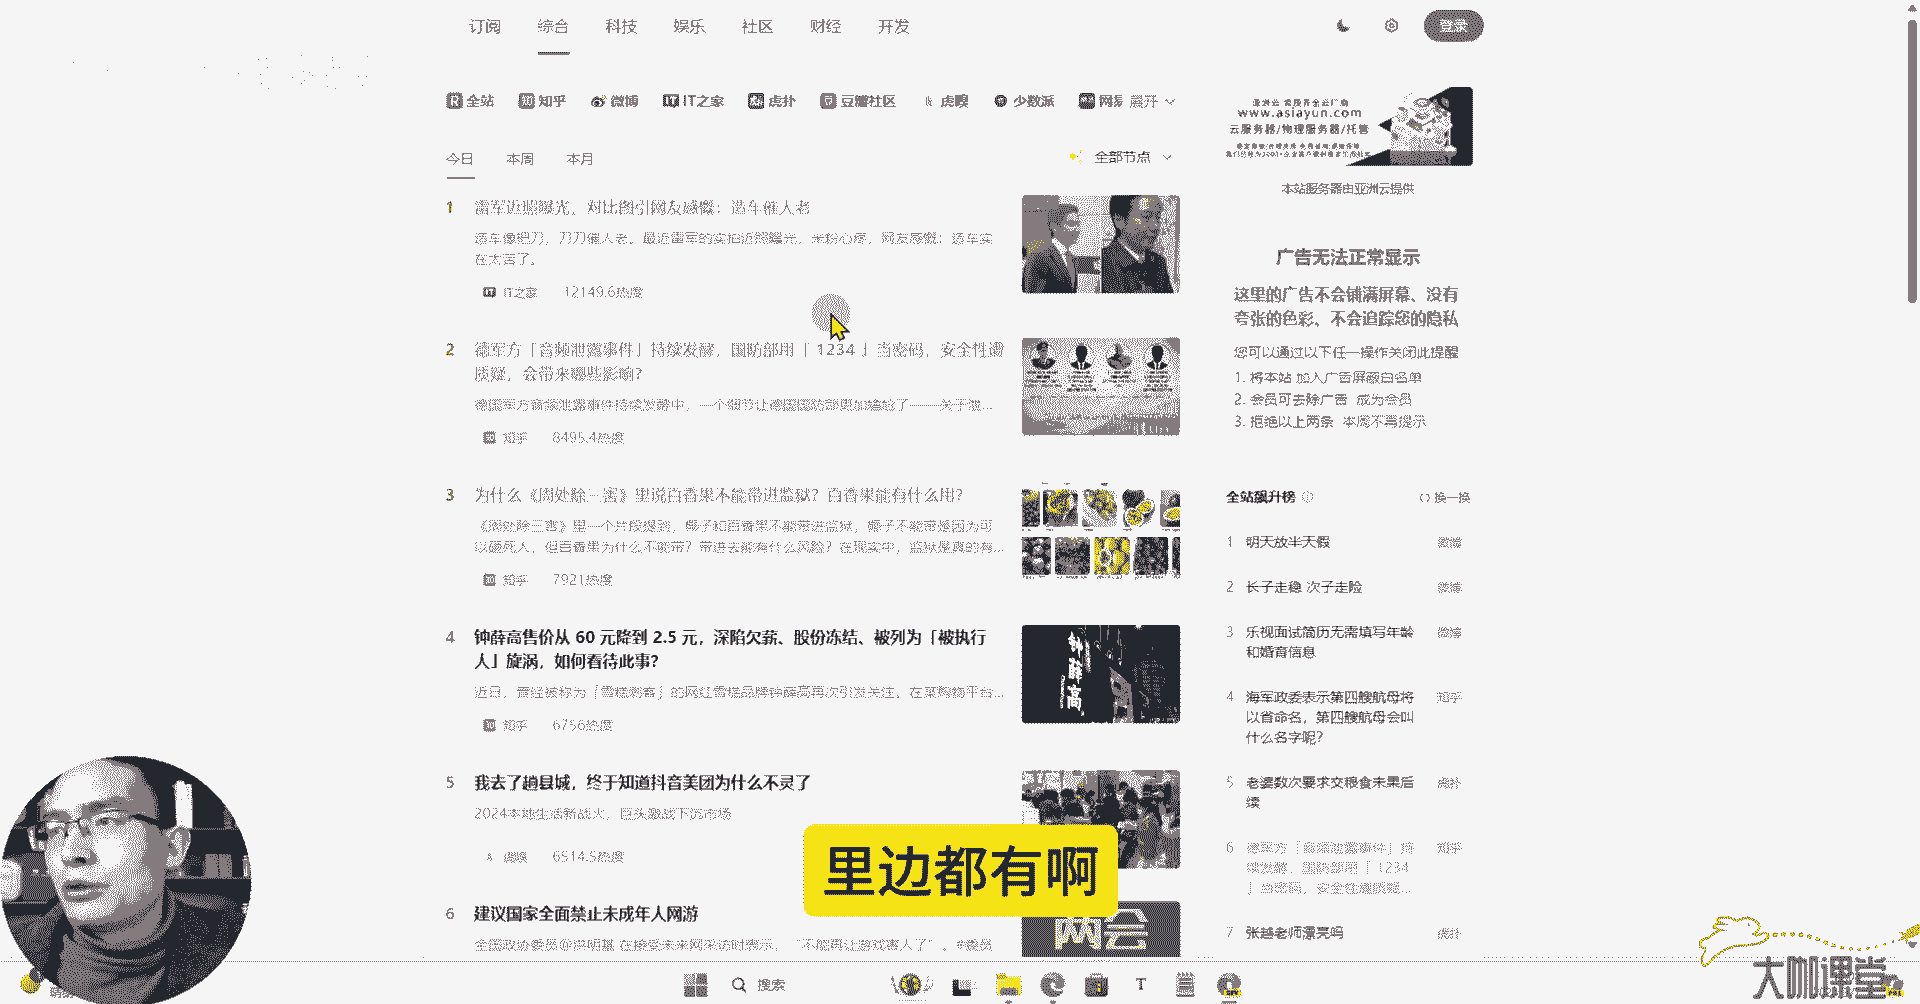 订阅 综合 科技 娱乐 社区 财经 开发
登录
全站 知乎 微博 IT之家 虎扑 豆瓣社区 虎嗅 少数派 网易 展开
今日 本周 本月
全部节点
1 雷军近照曝光，对比图引网友感慨：造车催人老
造车像把刀，刀刀催人老。最近雷军的实拍近照曝光，米粉心疼，网友感慨：造车实
在太苦了。
IT之家 12149.6热度
2 德军方「音频泄露事件」持续发酵，国防部用「 1234 」当密码，安全性遭
质疑，会带来哪些影响？
德国军方音频泄露事件持续发酵中，一个细节让德国国防部更加尴尬了——关于泄...
知乎 8495.4热度
3 为什么《周处除三害》里说百香果不能带进监狱？百香果能有什么用？
《周处除三害》里一个片段提到，椰子和百香果不能带进监狱，椰子不能带是因为可
以砸死人，但百香果为什么不能带？带进去能有什么风险？在现实中，监狱是真的有...
知乎 7921热度
4 钟薛高售价从 60 元降到 2.5 元，深陷欠薪、股份冻结、被列为「被执行
人」旋涡，如何看待此事？
近日，曾经被称为「雪糕刺客」的网红雪糕品牌钟薛高再次引发关注，在某购物平台...
知乎 6756热度
钟薛高
5 我去了趟县城，终于知道抖音美团为什么不灵了
2024本地生活新战火，巨头激战下沉市场
虎嗅 6514.5热度
6 建议国家全面禁止未成年人网游
全国政协委员@洪明基 在接受未来网采访时表示，“不能再让游戏害人了”。#委员
两会
www.asiayun.com
云服务器/物理服务器/托管
本站服务器由亚洲云提供
广告无法正常显示
这里的广告不会铺满屏幕、没有
夸张的色彩、不会追踪您的隐私
您可以通过以下任一操作关闭此提醒
1. 将本站 加入广告屏蔽白名单
2. 会员可去除广告 成为会员
3. 拒绝以上两条 本周不再提示
全站飙升榜 换一换
1 明天放半天假 微博
2 长子走稳 次子走险 微博
3 乐视面试简历无需填写年龄 微博
和婚育信息
4 海军政委表示第四艘航母将 知乎
以省命名，第四艘航母会叫
什么名字呢？
5 老婆数次要求交粮食未果后 虎扑
续
6 德军方「音频泄露事件」持 知乎
续发酵，国防部用「 1234
」当密码，安全性遭质疑...
7 张越老师漂亮吗 虎扑
里边都有啊
搜索
大咖课堂